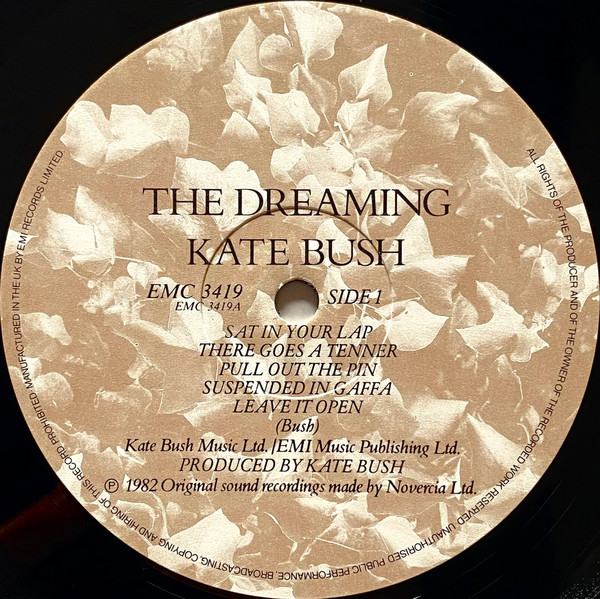 THE DREAMING
KATE BUSH
EMC 3419
EMC 3419A
SIDE 1
SAT IN YOUR LAP
THERE GOES A TENNER
PULL OUT THE PIN
SUSPENDED IN GAFFA
LEAVE IT OPEN
(Bush)
Kate Bush Music Ltd./EMI Music Publishing Ltd.
PRODUCED BY KATE BUSH
Ⓟ 1982 Original sound recordings made by Novercia Ltd.
ALL RIGHTS OF THE PRODUCER AND OF THE OWNER OF THE RECORDED WORK RESERVED. UNAUTHORISED PUBLIC PERFORMANCE, BROADCASTING, COPYING AND HIRING OF THIS RECORD PROHIBITED. MANUFACTURED IN THE UK BY EMI RECORDS LIMITED.